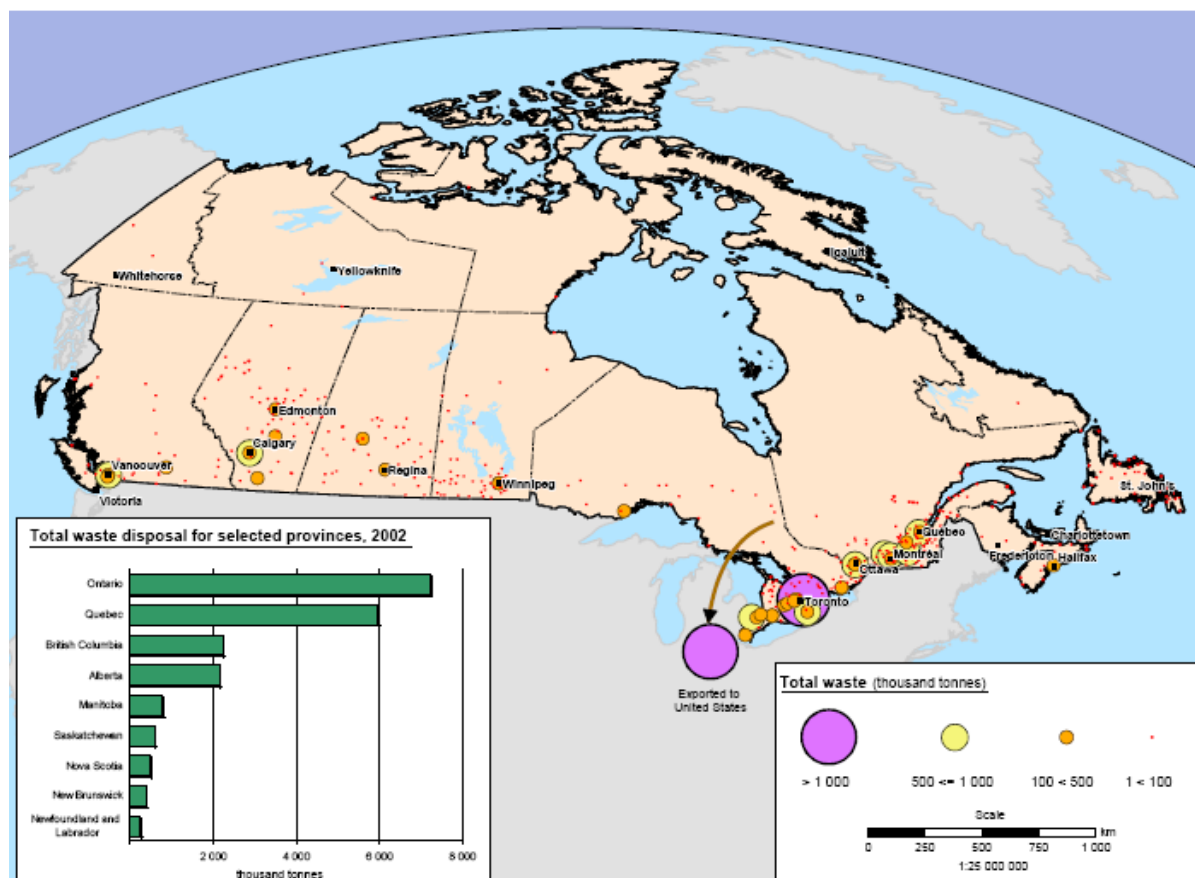 Iqaluit
Whitehorse
Yellowknife
Edmonton
Calgary
Vancouver
Regina
Winnipeg
Victoria
St. John's
Québec
Charlottetown
Montréal
Fredericton
Halifax
Ottawa
Toronto
Exported to
United States
Total waste disposal for selected provinces, 2002
Ontario
Quebec
British Columbia
Alberta
Manitoba
Saskatchewan
Nova Scotia
New Brunswick
Newfoundland and
Labrador
2 000 4 000 6 000 8 000
thousand tonnes
Total waste (thousand tonnes)
> 1 000 500 <= 1 000 100 < 500 1 < 100
Scale
km
0 250 500 750 1 000
1:25 000 000